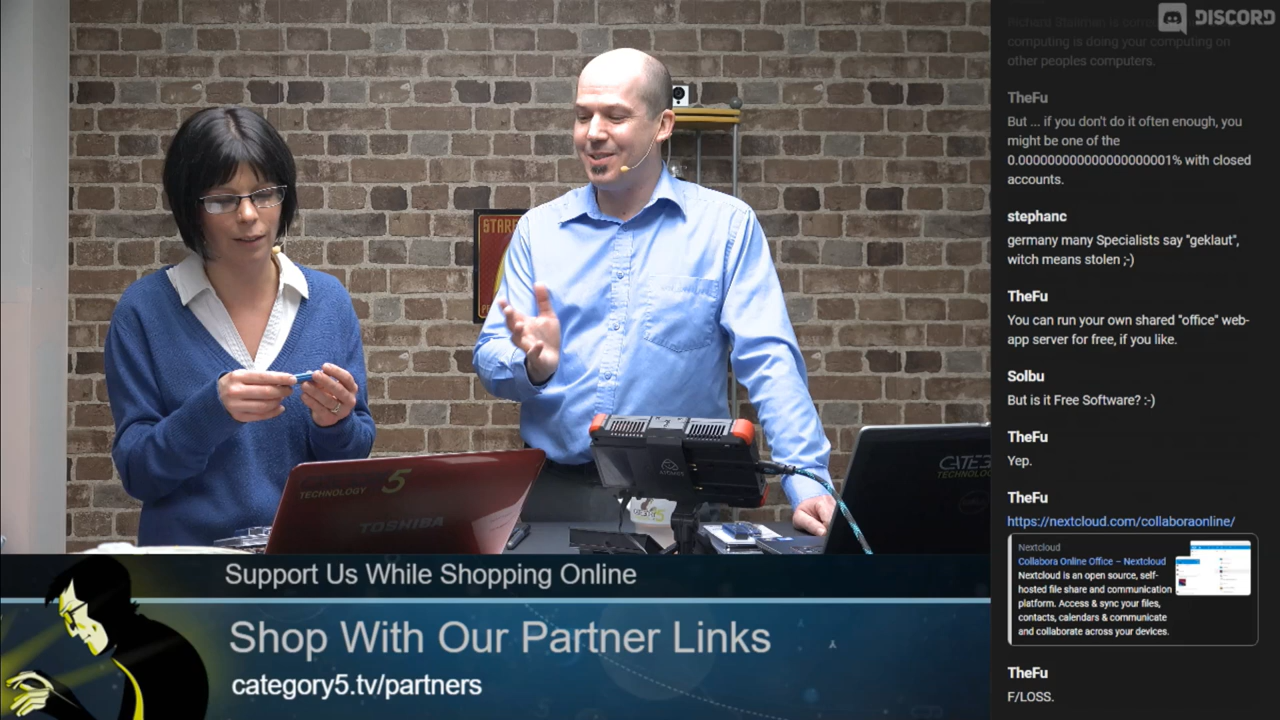 STARF
TECHNOLOGY 5
TOSHIBA
CATEG
TECHNOLOGY
Support Us While Shopping Online
Shop With Our Partner Links
category5.tv/partners
DISCORD
Richard Stallman is
computing is doing your computing on
other peoples computers.
TheFu
But ... if you don't do it often enough, you
might be one of the
0.0000000000000000000001% with closed
accounts.
stephanc
germany many Specialists say "geklaut",
witch means stolen ;-)
TheFu
You can run your own shared "office" web-
app server for free, if you like.
Solbu
But is it Free Software? :-)
TheFu
Yep.
TheFu
https://nextcloud.com/collaboraonline/
Nextcloud
Collabora Online Office – Nextcloud
Nextcloud is an open source, self-
hosted file share and communication
platform. Access & sync your files,
contacts, calendars & communicate
and collaborate across your devices.
TheFu
F/LOSS.